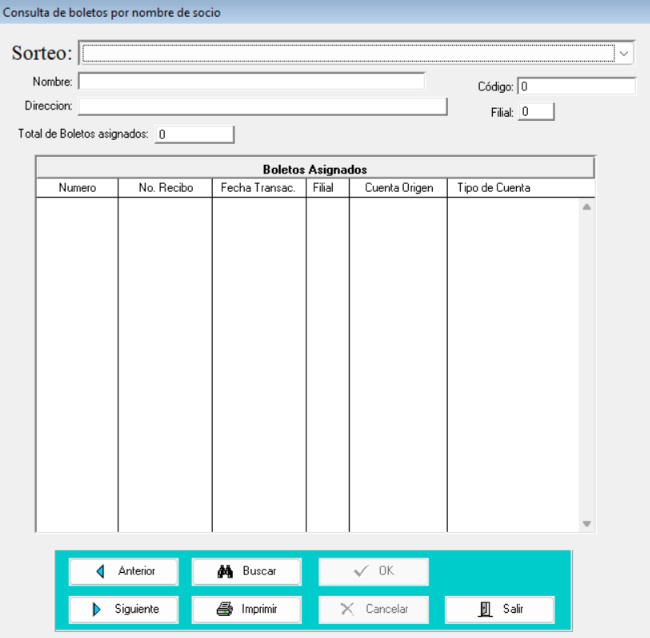 Consulta de boletos por nombre de socio
Sorteo:
Nombre: Código: 0
Direccion: Filial: 0
Total de Boletos asignados: 0
Boletos Asignados
Numero No. Recibo Fecha Transac. Filial Cuenta Origen Tipo de Cuenta
Anterior Buscar OK
Siguiente Imprimir Cancelar Salir